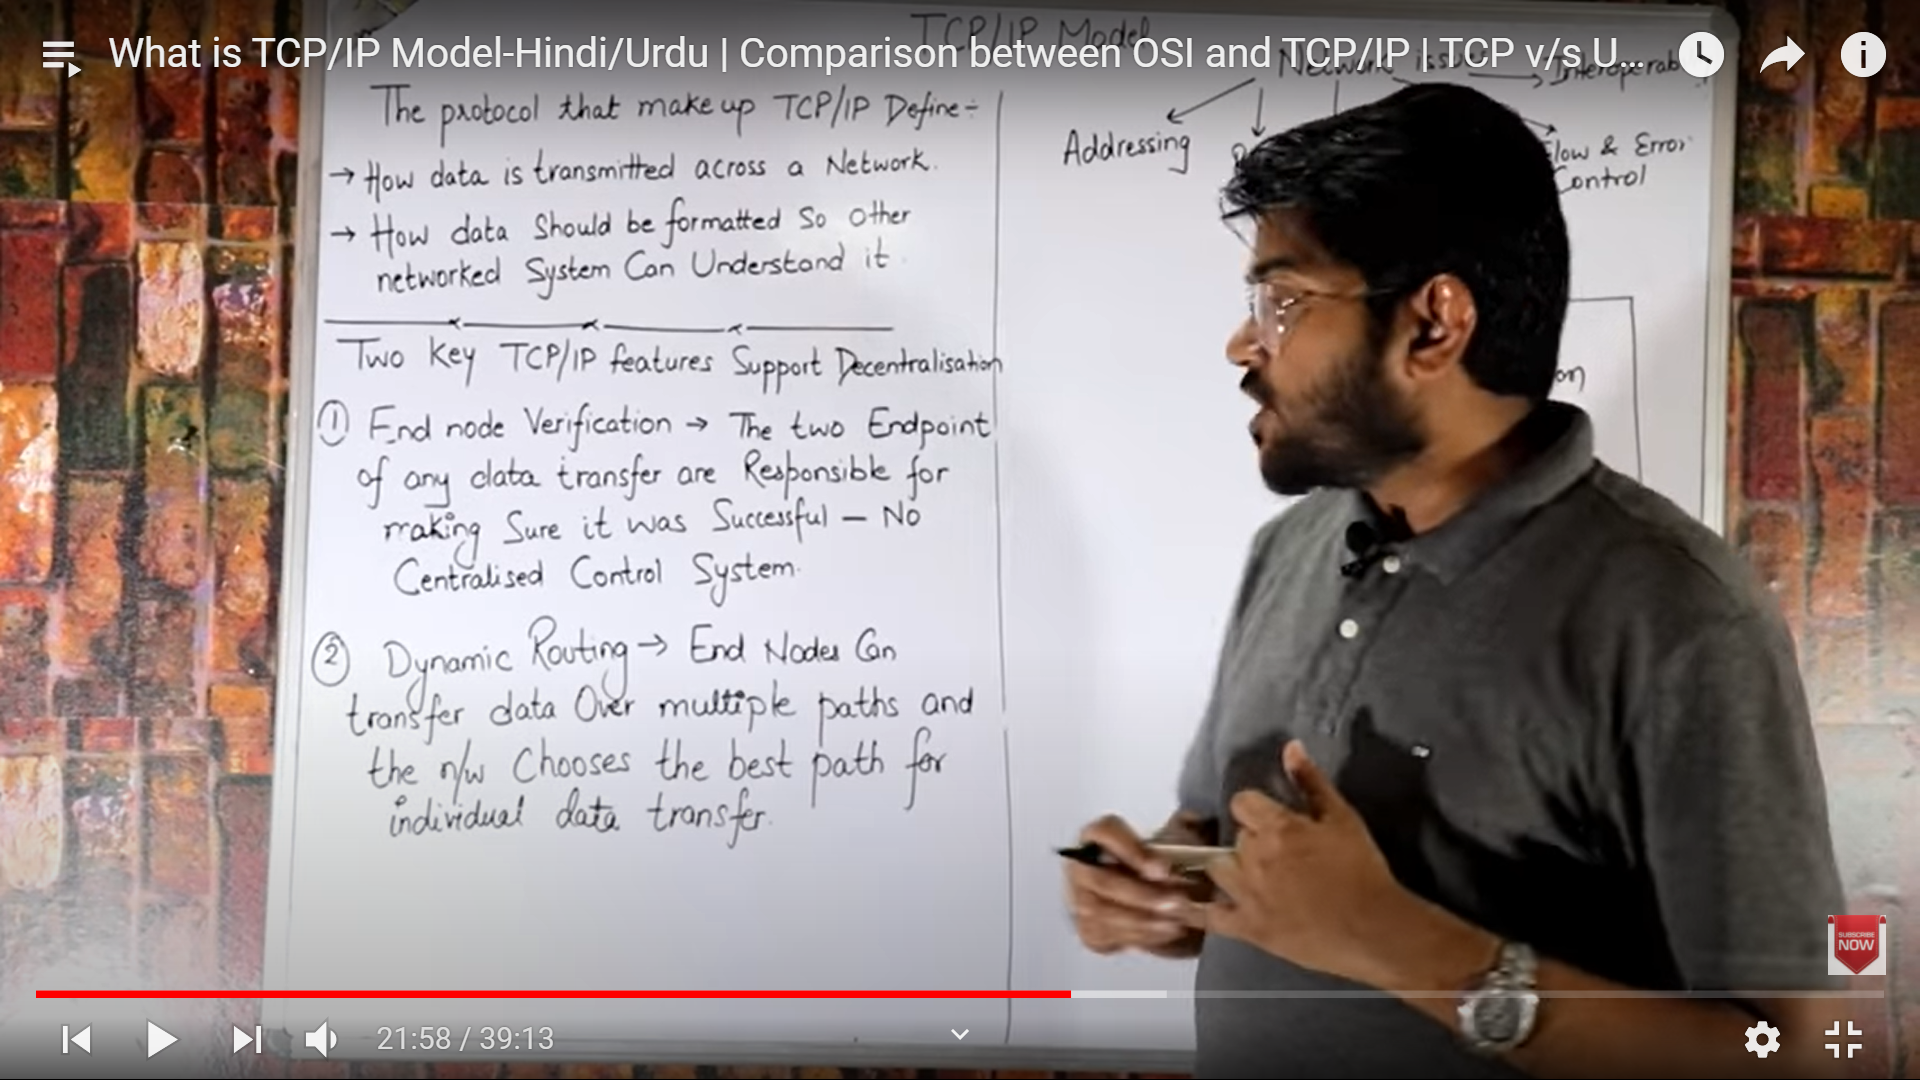 What is TCP/IP Model-Hindi/Urdu | Comparison between OSI and TCP/IP | TCP v/s U...
TCP/IP Model
The protocol that make up TCP/IP Define ÷
→ How data is transmitted across a Network.
→ How data Should be formatted So Other
networked System Can Understand it.
Two Key TCP/IP features Support Decentralisation
① End node Verification → The two Endpoint
of any data transfer are Responsible for
making Sure it was Successful – No
Centralised Control System.
② Dynamic Routing → End Nodes Can
transfer data Over multiple paths and
the n/w Chooses the best path for
individual data transfer.
Network issue
Addressing
Flow & Error
Control
SUBSCRIBE
NOW
21:58 / 39:13